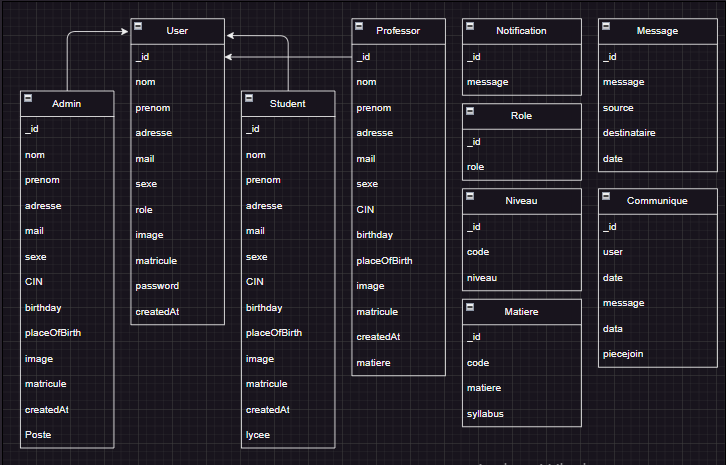 User
_id
nom
prenom
adresse
mail
sexe
role
image
matricule
password
createdAt
Professor
_id
nom
prenom
adresse
mail
sexe
CIN
birthday
placeOfBirth
image
matricule
createdAt
matiere
Notification
_id
message
Message
_id
message
source
destinataire
date
Admin
_id
nom
prenom
adresse
mail
sexe
CIN
birthday
placeOfBirth
image
matricule
createdAt
Poste
Student
_id
nom
prenom
adresse
mail
sexe
CIN
birthday
placeOfBirth
image
matricule
createdAt
lycee
Role
_id
role
Niveau
_id
code
niveau
Communique
_id
user
date
message
data
piecejoin
Matiere
_id
code
matiere
syllabus